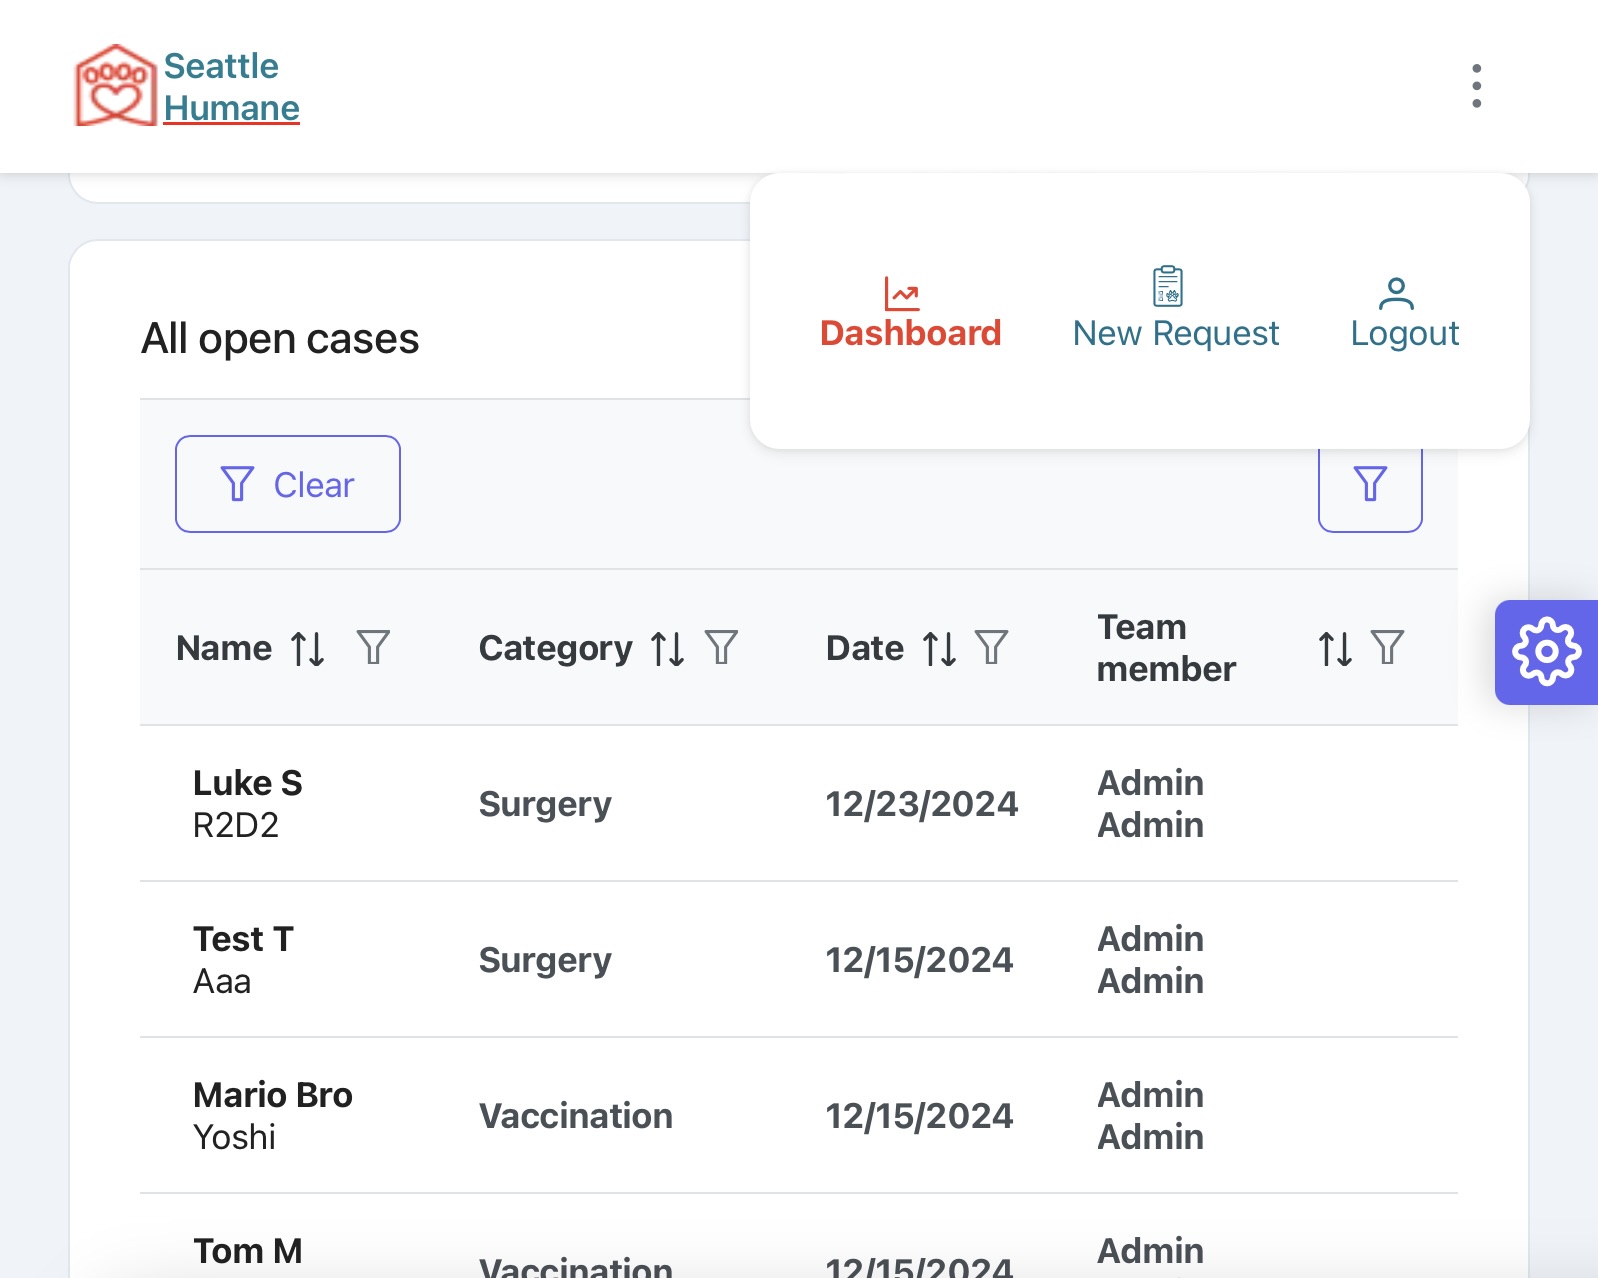 Seattle
Humane
Dashboard
New Request
Logout
All open cases
Clear
Name
Category
Date
Team
member
Luke S
R2D2
Surgery
12/23/2024
Admin
Admin
Test T
Aaa
Surgery
12/15/2024
Admin
Admin
Mario Bro
Yoshi
Vaccination
12/15/2024
Admin
Admin
Tom M
Vaccination
12/15/2024
Admin